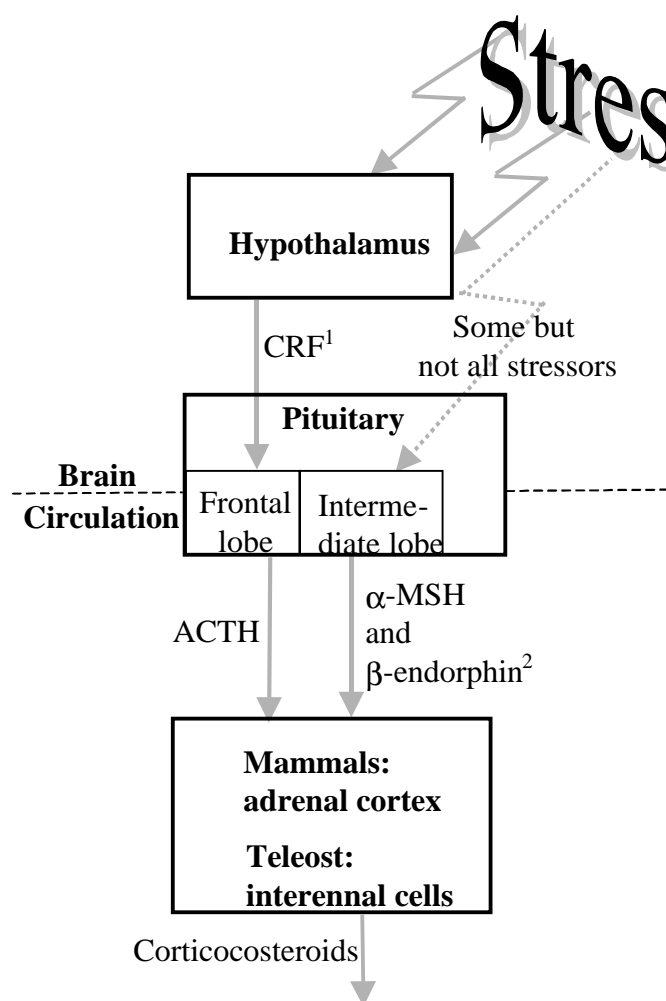 Stres
Hypothalamus
CRF¹
Some but
not all stressors
Pituitary
Brain
Circulation
Frontal
lobe
Interme-
diate lobe
ACTH
α-MSH
and
β-endorphin²
Mammals:
adrenal cortex
Teleost:
interennal cells
Corticocosteroids